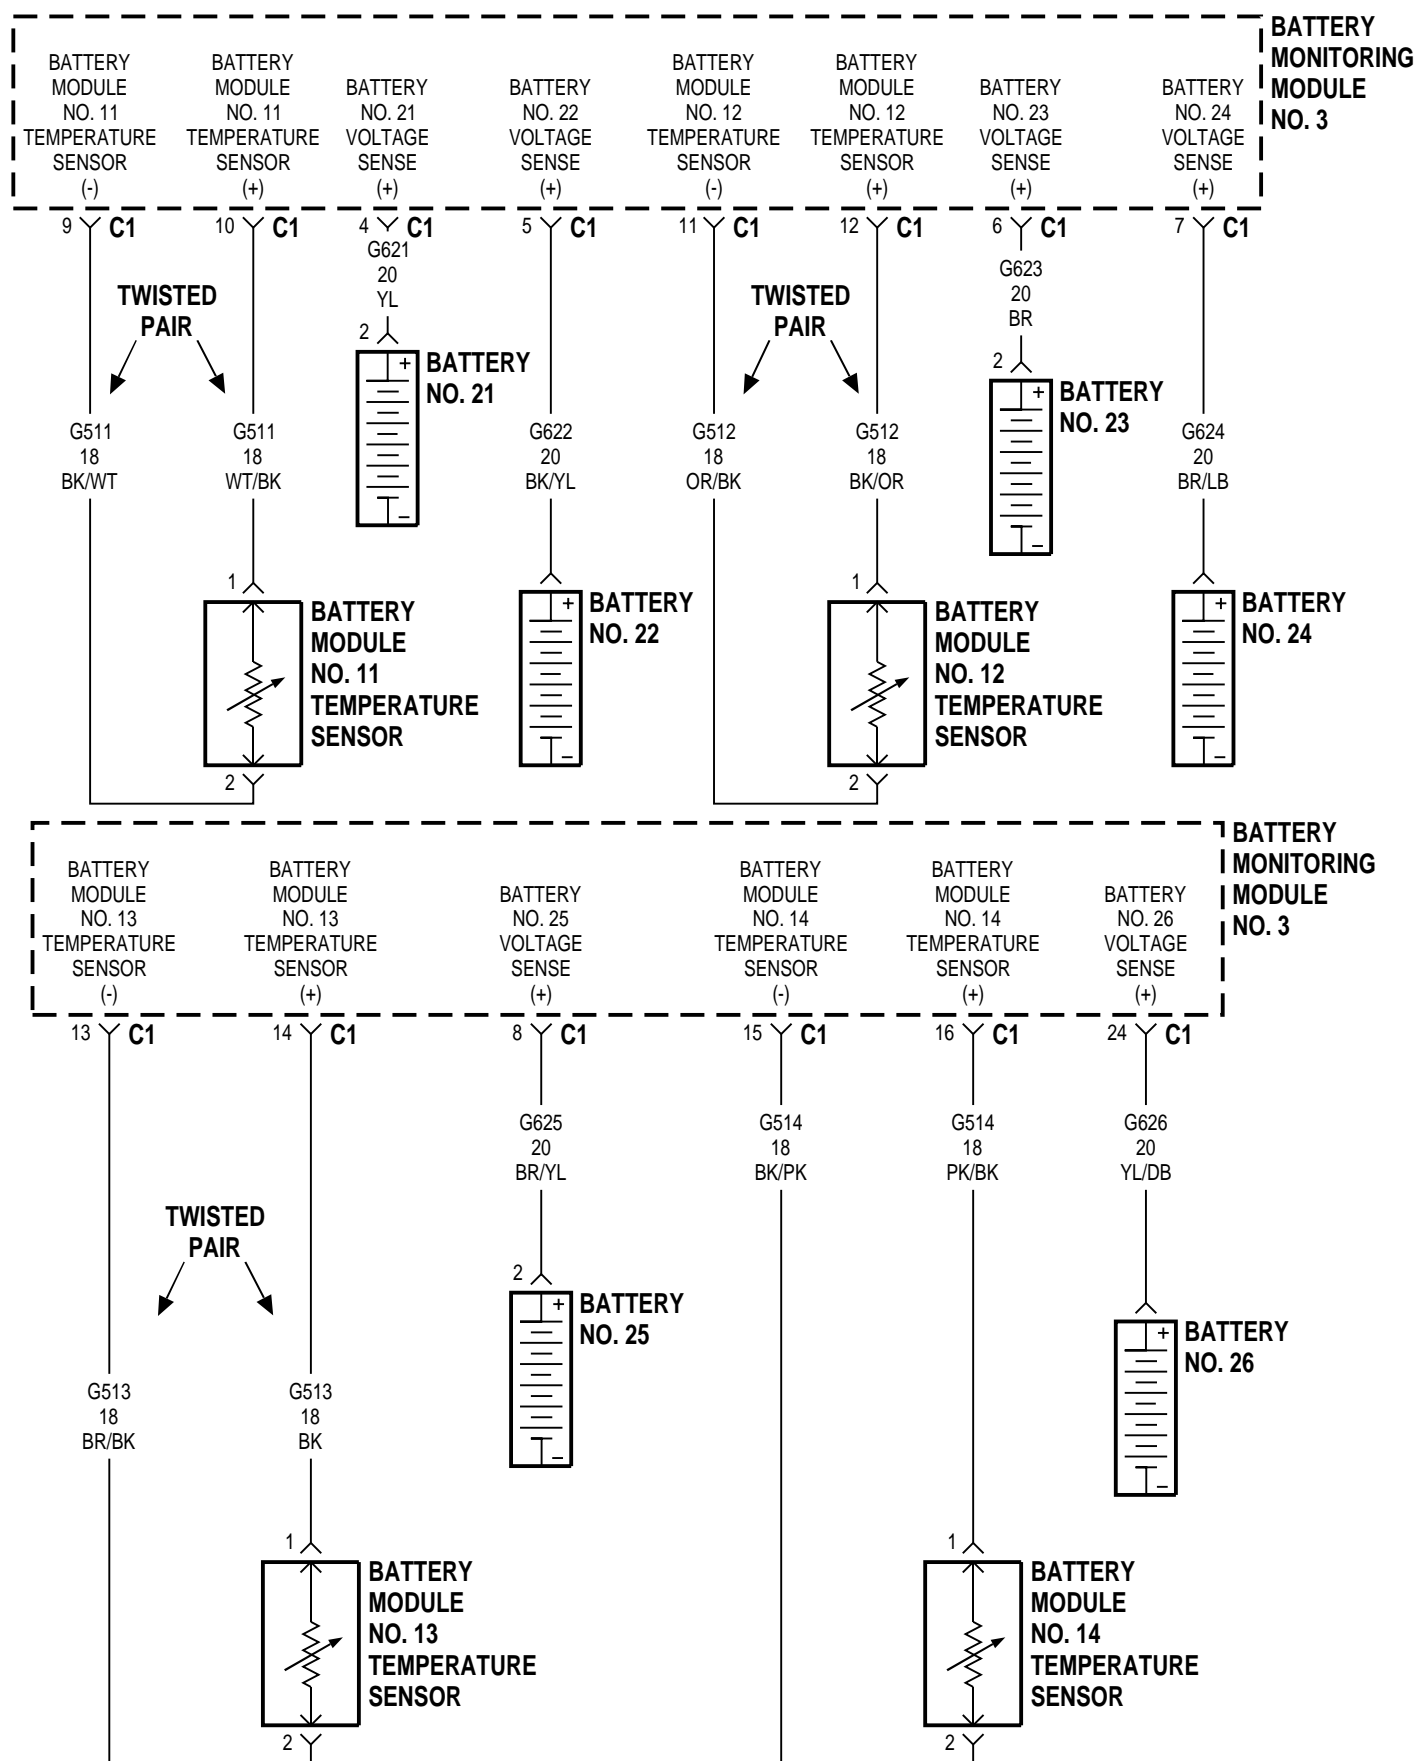 BATTERY
MODULE
NO. 11
TEMPERATURE
SENSOR
(-)
BATTERY
MODULE
NO. 11
TEMPERATURE
SENSOR
(+)
BATTERY
NO. 21
VOLTAGE
SENSE
(+)
BATTERY
NO. 22
VOLTAGE
SENSE
(+)
BATTERY
MODULE
NO. 12
TEMPERATURE
SENSOR
(-)
BATTERY
MODULE
NO. 12
TEMPERATURE
SENSOR
(+)
BATTERY
NO. 23
VOLTAGE
SENSE
(+)
BATTERY
NO. 24
VOLTAGE
SENSE
(+)
BATTERY
MONITORING
MODULE
NO. 3
9 C1
10 C1
4 C1
5 C1
11 C1
12 C1
6 C1
7 C1
TWISTED
PAIR
G621
20
YL
2
+
-
BATTERY
NO. 21
TWISTED
PAIR
G623
20
BR
2
+
-
BATTERY
NO. 23
G511
18
BK/WT
G511
18
WT/BK
G622
20
BK/YL
G512
18
OR/BK
G512
18
BK/OR
G624
20
BR/LB
1
BATTERY
MODULE
NO. 11
TEMPERATURE
SENSOR
2
+
-
BATTERY
NO. 22
1
BATTERY
MODULE
NO. 12
TEMPERATURE
SENSOR
2
+
-
BATTERY
NO. 24
BATTERY
MODULE
NO. 13
TEMPERATURE
SENSOR
(-)
BATTERY
MODULE
NO. 13
TEMPERATURE
SENSOR
(+)
BATTERY
NO. 25
VOLTAGE
SENSE
(+)
BATTERY
MODULE
NO. 14
TEMPERATURE
SENSOR
(-)
BATTERY
MODULE
NO. 14
TEMPERATURE
SENSOR
(+)
BATTERY
NO. 26
VOLTAGE
SENSE
(+)
BATTERY
MONITORING
MODULE
NO. 3
13 C1
14 C1
8 C1
15 C1
16 C1
24 C1
G625
20
BR/YL
G514
18
BK/PK
G514
18
PK/BK
G626
20
YL/DB
TWISTED
PAIR
2
+
-
BATTERY
NO. 25
+
-
BATTERY
NO. 26
G513
18
BR/BK
G513
18
BK
1
BATTERY
MODULE
NO. 13
TEMPERATURE
SENSOR
2
1
BATTERY
MODULE
NO. 14
TEMPERATURE
SENSOR
2